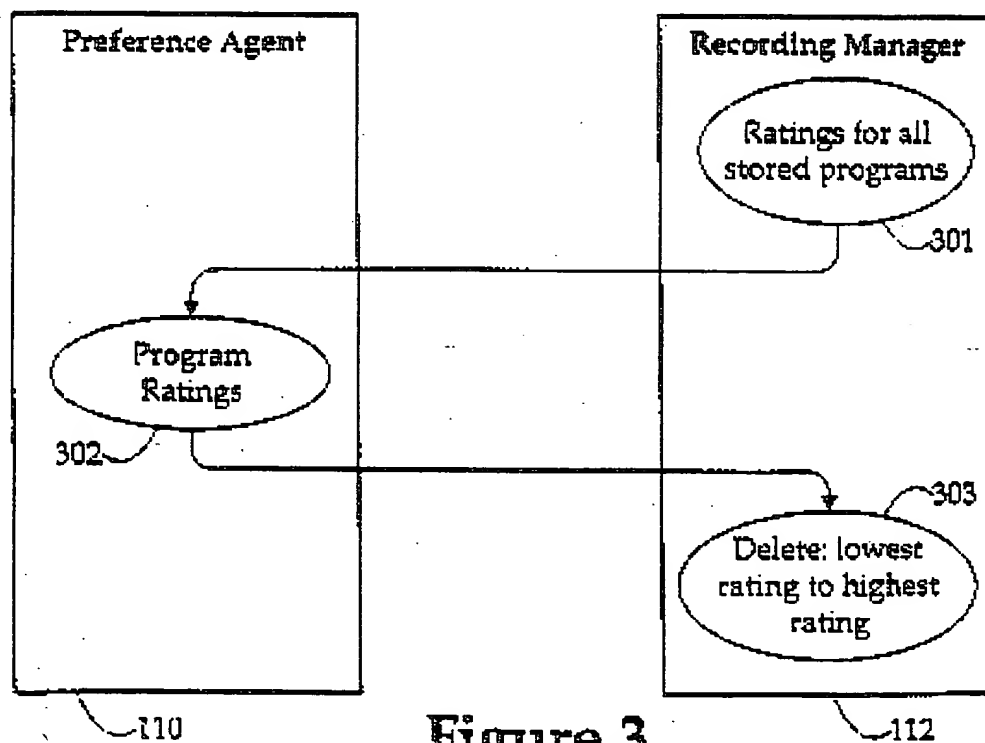 Preference Agent
Recording Manager
Ratings for all
stored programs
301
Program
Ratings
302
303
Delete: lowest
rating to highest
rating
110
Figure 3
112